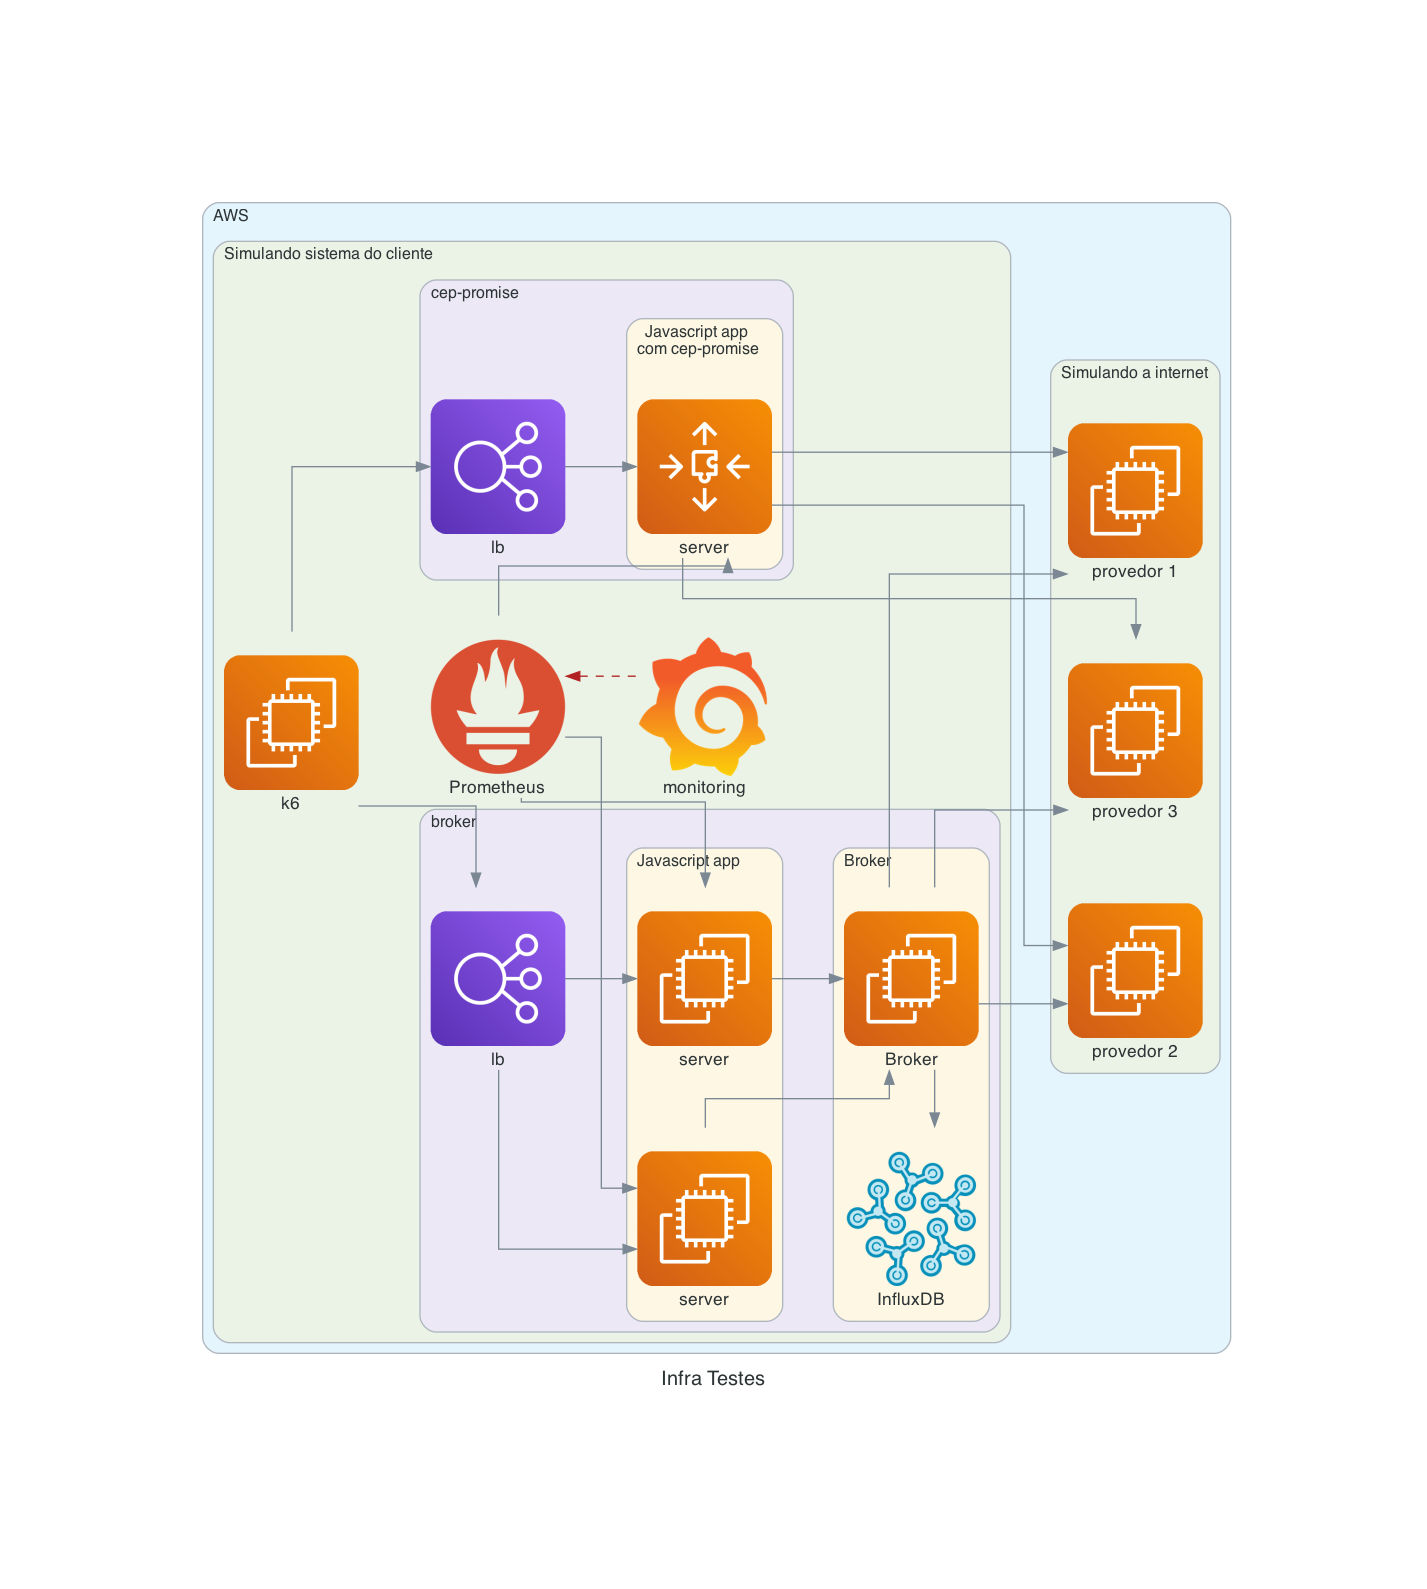 AWS
Simulando sistema do cliente
cep-promise
Javascript app
com cep-promise
Simulando a internet
lb
server
provedor 1
Prometheus
monitoring
k6
provedor 3
broker
Javascript app
Broker
lb
server
Broker
provedor 2
server
InfluxDB
Infra Testes